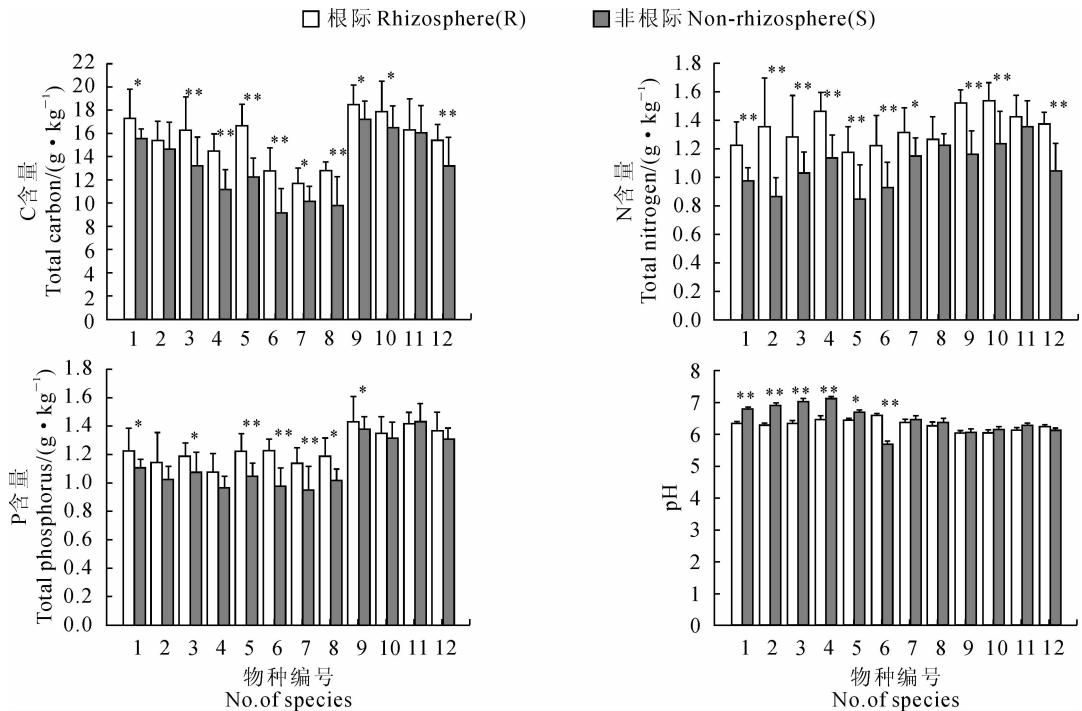 根际 Rhizosphere(R) 非根际 Non-rhizosphere(S)
C含量
Total carbon/(g·kg⁻¹)
22
20
18
16
14
12
10
8
6
4
2
0
* ** ** ** ** * ** * * **
1 2 3 4 5 6 7 8 9 10 11 12
N含量
Total nitrogen/(g·kg⁻¹)
1.8
1.6
1.4
1.2
1.0
0.8
0.6
0.4
0.2
0.0
** ** ** ** ** ** * ** ** **
1 2 3 4 5 6 7 8 9 10 11 12
P含量
Total phosphorus/(g·kg⁻¹)
1.8
1.6
1.4
1.2
1.0
0.8
0.6
0.4
0.2
0.0
* * ** ** ** * *
1 2 3 4 5 6 7 8 9 10 11 12
物种编号
No.of species
pH
8
7
6
5
4
3
2
1
0
** ** ** ** * **
1 2 3 4 5 6 7 8 9 10 11 12
物种编号
No.of species